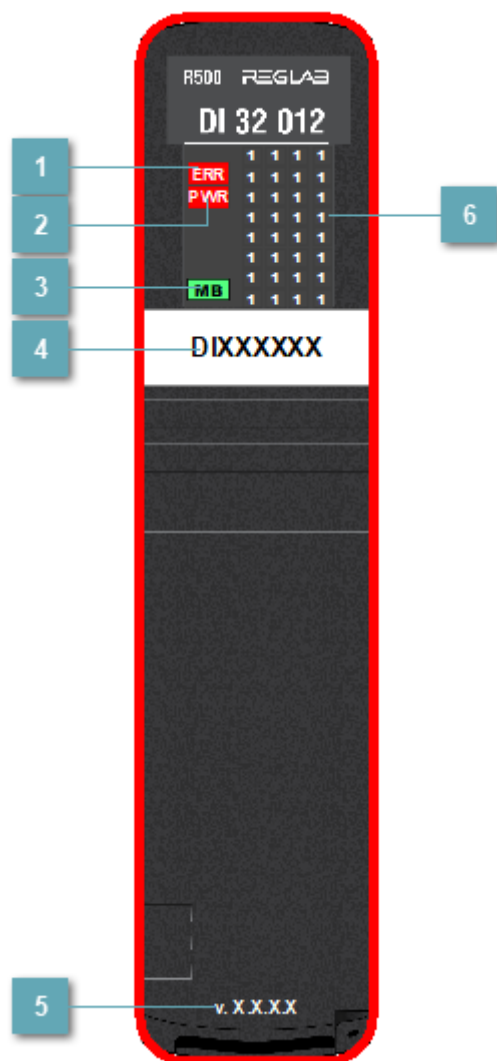 R500 REGLAB
DI 32 012
1
ERR
1 1 1 1
2
PWR
1 1 1 1
1 1 1 1
6
1 1 1 1
1 1 1 1
1 1 1 1
3
MB
1 1 1 1
1 1 1 1
4
DIXXXXXX
5
v. X.X.X.X